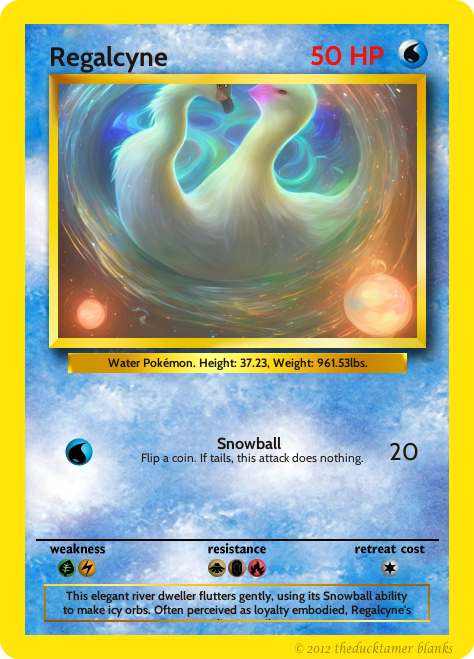 Regalcyne 50 HP
Water Pokémon. Height: 37.23, Weight: 961.53lbs.
Snowball
Flip a coin. If tails, this attack does nothing.
20
weakness resistance retreat cost
This elegant river dweller flutters gently, using its Snowball ability
to make icy orbs. Often perceived as loyalty embodied, Regalcyne's
© 2012 theducktamer blanks